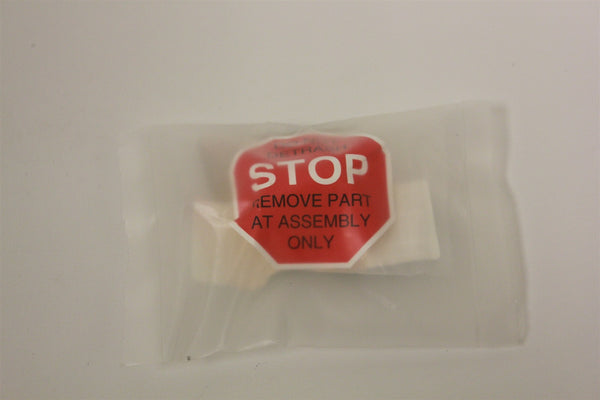 STOP
REMOVE PART
AT ASSEMBLY
ONLY